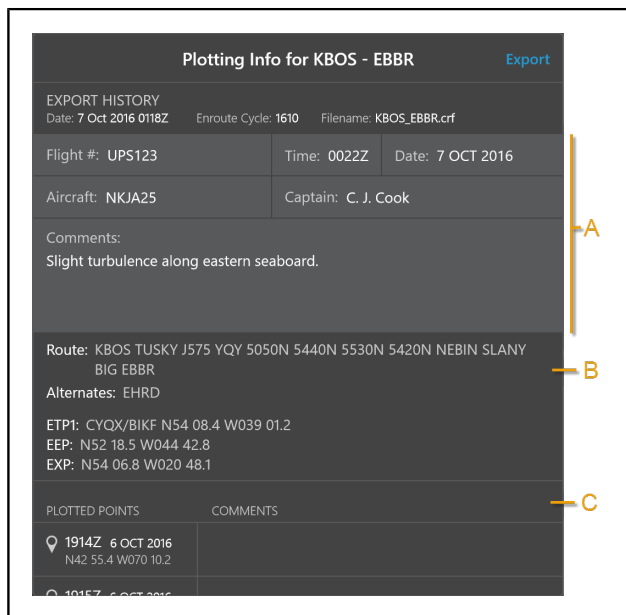 Plotting Info for KBOS - EBBR Export
EXPORT HISTORY
Date: 7 Oct 2016 0118Z Enroute Cycle: 1610 Filename: KBOS_EBBR.crf
Flight #: UPS123 Time: 0022Z Date: 7 OCT 2016
Aircraft: NKJA25 Captain: C. J. Cook
A
Comments:
Slight turbulence along eastern seaboard.
Route: KBOS TUSKY J575 YQY 5050N 5440N 5530N 5420N NEBIN SLANY
BIG EBBR
B
Alternates: EHRD
ETP1: CYQX/BIKF N54 08.4 W039 01.2
EEP: N52 18.5 W044 42.8
EXP: N54 06.8 W020 48.1
C
PLOTTED POINTS COMMENTS
1914Z 6 OCT 2016
N42 55.4 W070 10.2
1915Z 6 OCT 2016